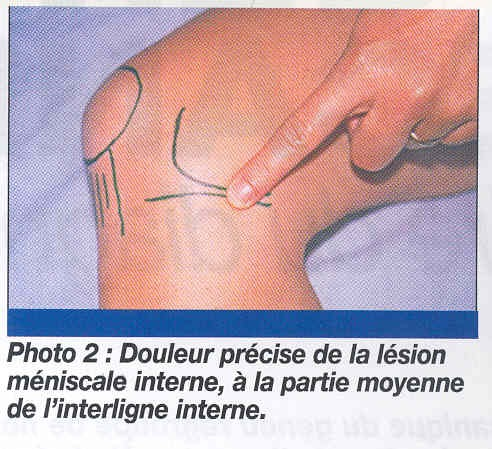 Photo 2 : Douleur précise de la lésion
méniscale interne, à la partie moyenne
de l'interligne interne.